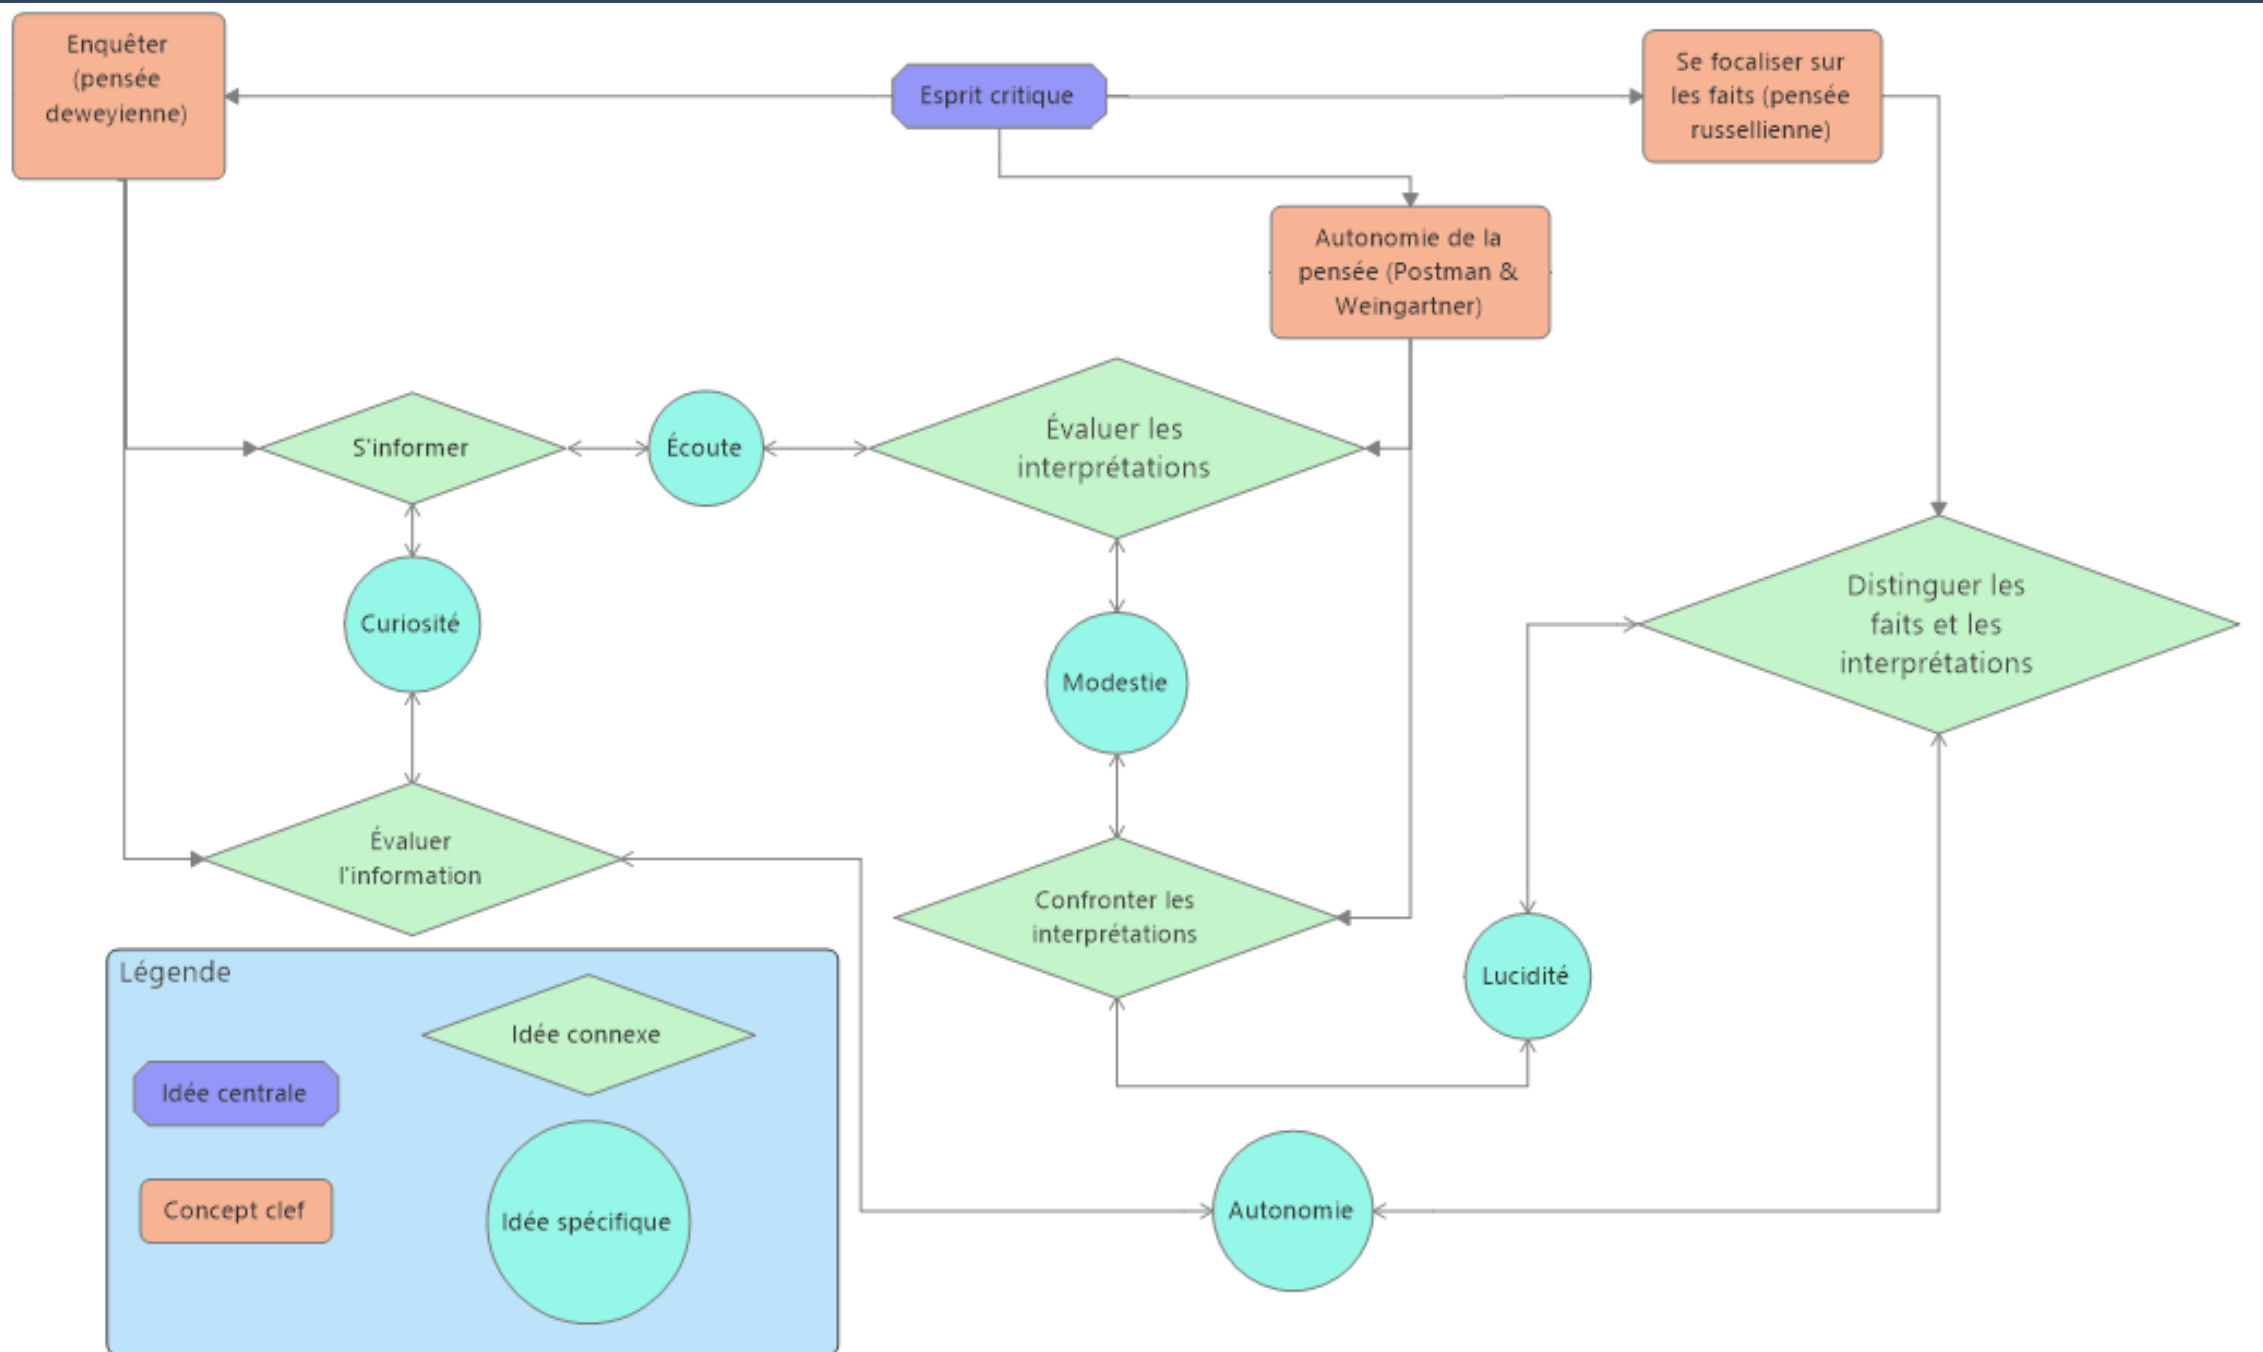 Enquêter
(pensée
deweyienne)
Esprit critique
Se focaliser sur
les faits (pensée
russellienne)
Autonomie de la
pensée (Postman &
Weingartner)
S'informer
Écoute
Évaluer les
interprétations
Curiosité
Modestie
Distinguer les
faits et les
interprétations
Évaluer
l'information
Confronter les
interprétations
Lucidité
Autonomie
Légende
Idée connexe
Idée centrale
Concept clef
Idée spécifique